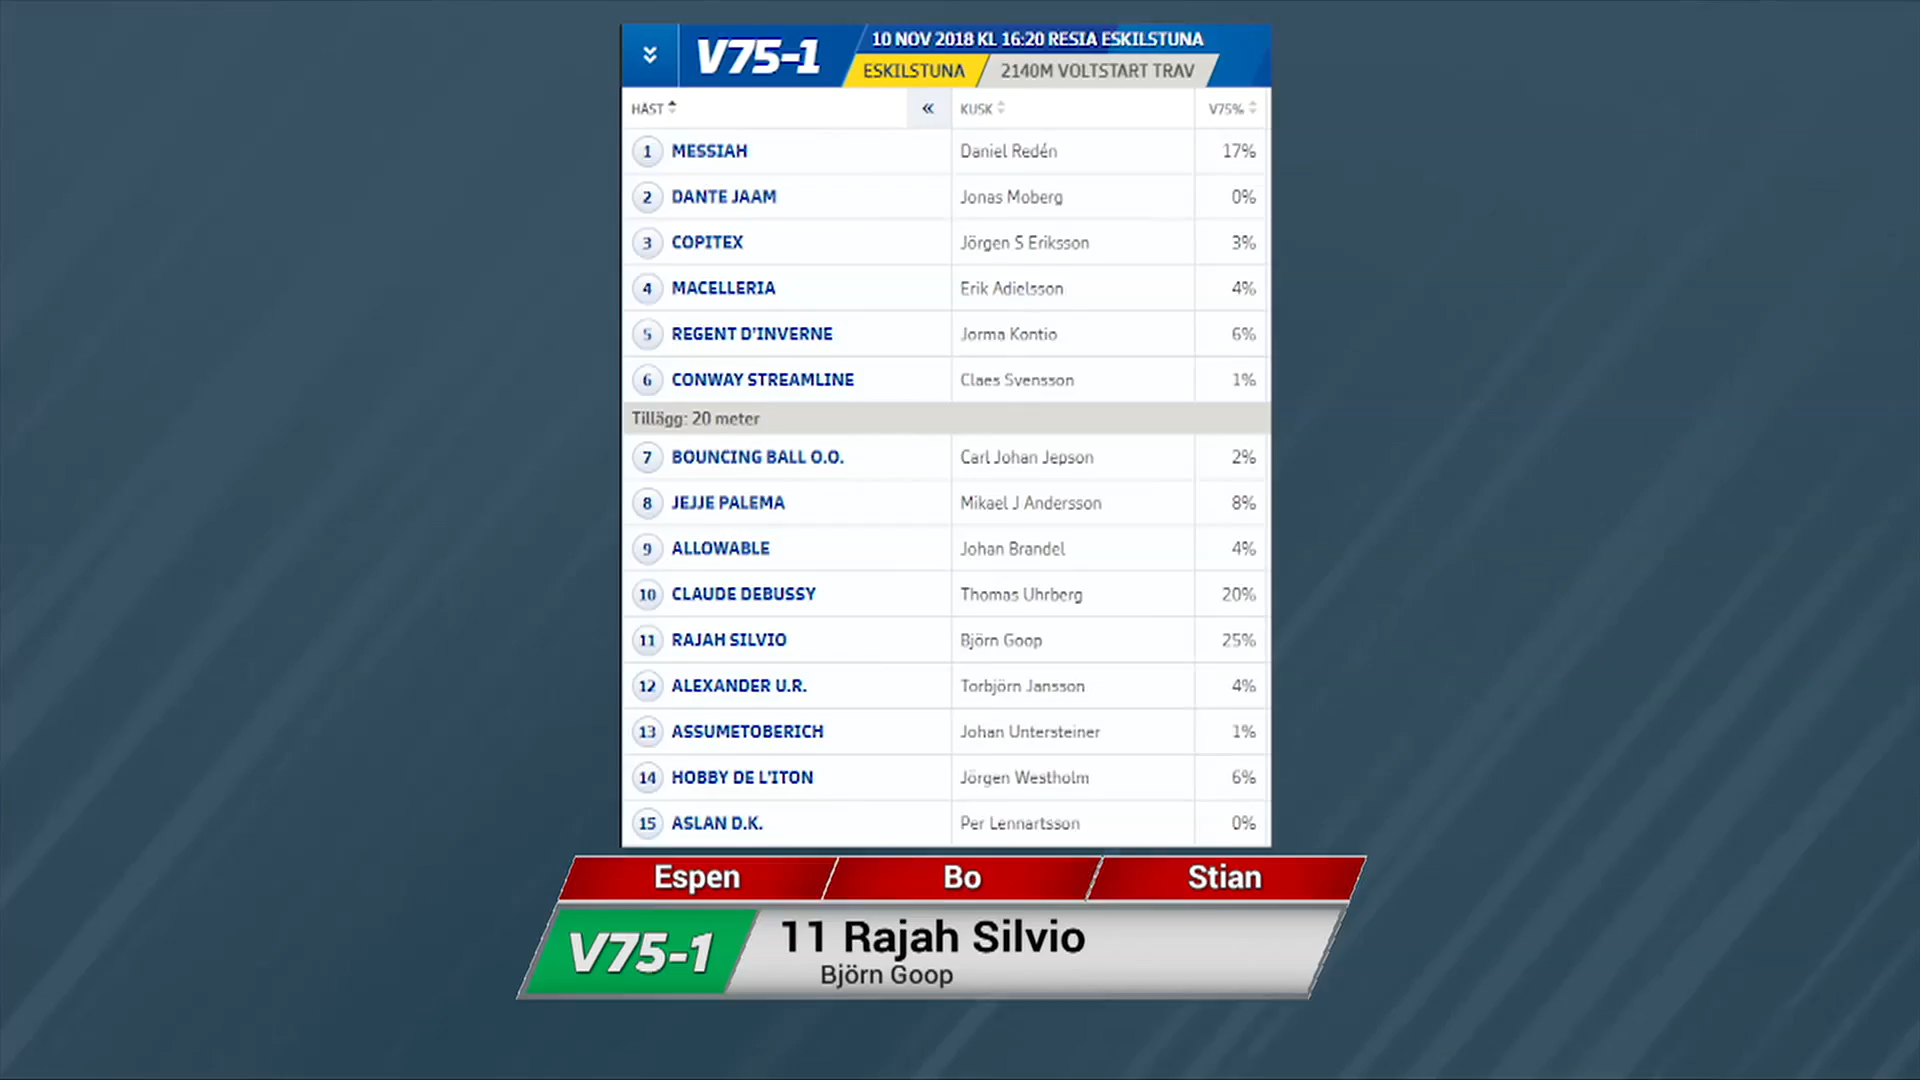 V75-1
10 NOV 2018 KL 16:20 RESIA ESKILSTUNA
ESKILSTUNA 2140M VOLTSTART TRAV
HÄST « KUSK V75%
1 MESSIAH Daniel Redén 17%
2 DANTE JAAM Jonas Moberg 0%
3 COPITEX Jörgen S Eriksson 3%
4 MACELLERIA Erik Adielsson 4%
5 REGENT D'INVERNE Jorma Kontio 6%
6 CONWAY STREAMLINE Claes Svensson 1%
Tillägg: 20 meter
7 BOUNCING BALL O.O. Carl Johan Jepson 2%
8 JEJJE PALEMA Mikael J Andersson 8%
9 ALLOWABLE Johan Brandel 4%
10 CLAUDE DEBUSSY Thomas Uhrberg 20%
11 RAJAH SILVIO Björn Goop 25%
12 ALEXANDER U.R. Torbjörn Jansson 4%
13 ASSUMETOBERICH Johan Untersteiner 1%
14 HOBBY DE L'ITON Jörgen Westholm 6%
15 ASLAN D.K. Per Lennartsson 0%
Espen Bo Stian
V75-1 11 Rajah Silvio
Björn Goop